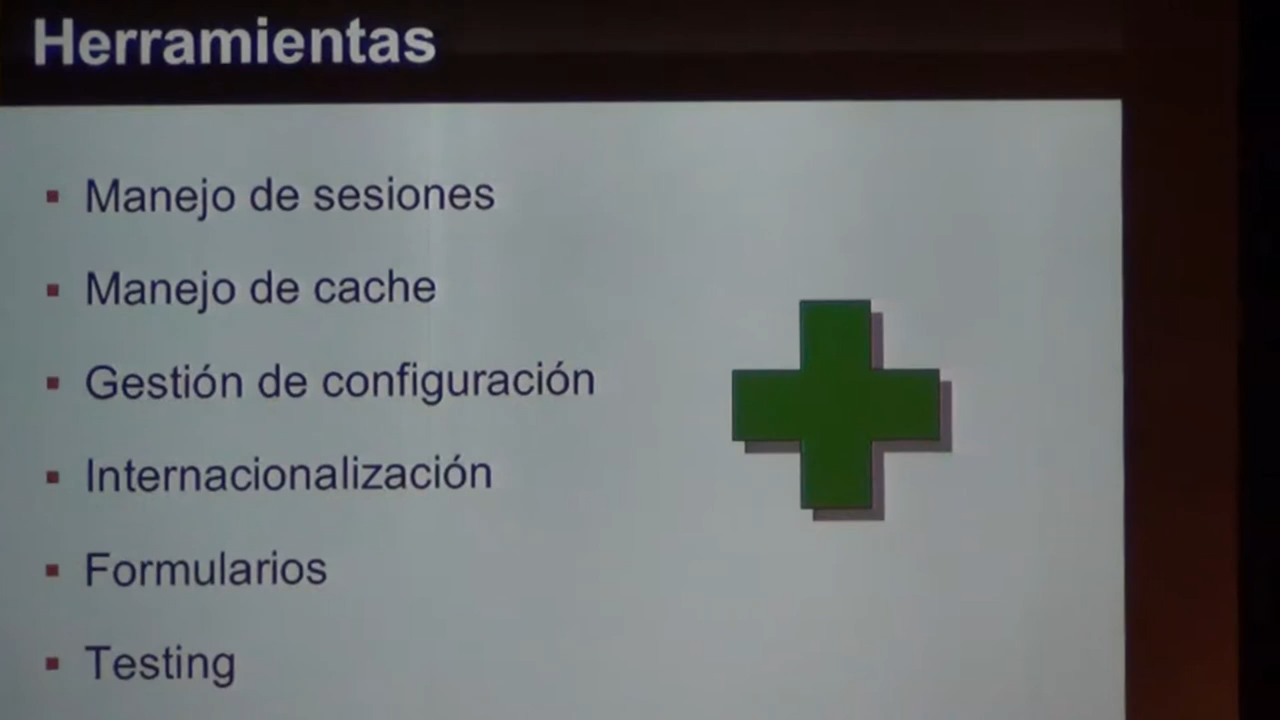 Herramientas
Manejo de sesiones
Manejo de cache
Gestión de configuración
Internacionalización
Formularios
Testing